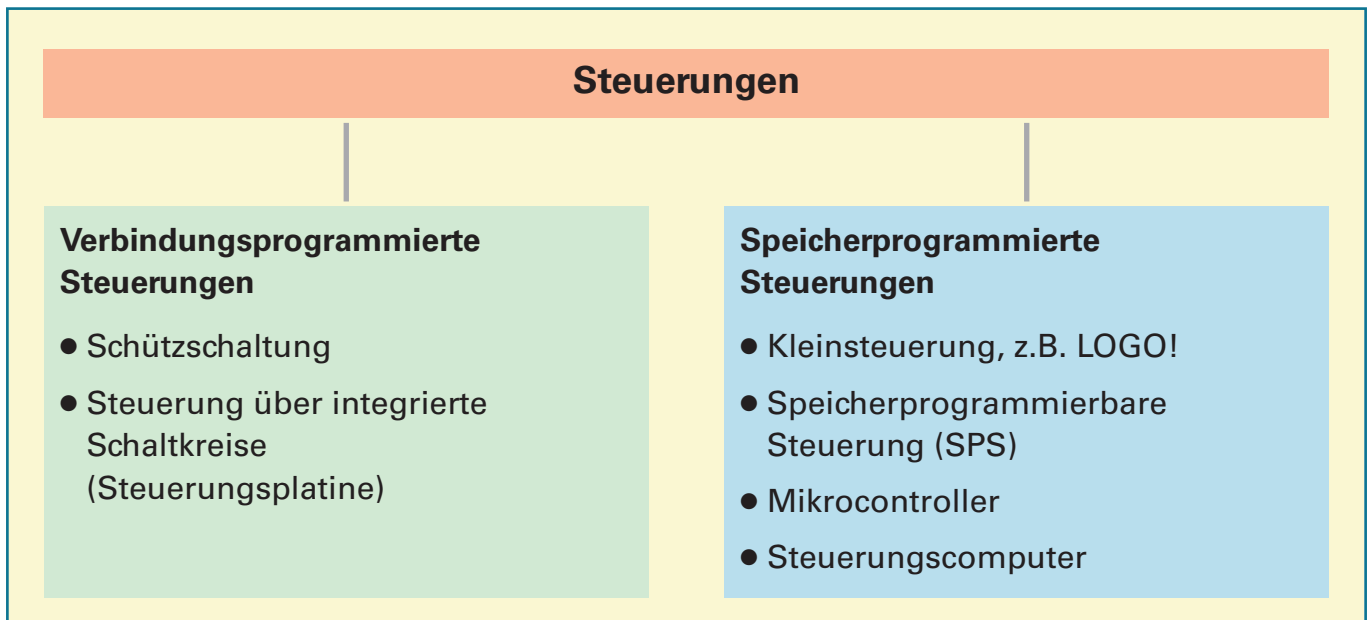 Steuerungen
Verbindungsprogrammierte
Steuerungen
● Schützschaltung
● Steuerung über integrierte
Schaltkreise
(Steuerungsplatine)
Speicherprogrammierte
Steuerungen
● Kleinsteuerung, z.B. LOGO!
● Speicherprogrammierbare
Steuerung (SPS)
● Mikrocontroller
● Steuerungscomputer